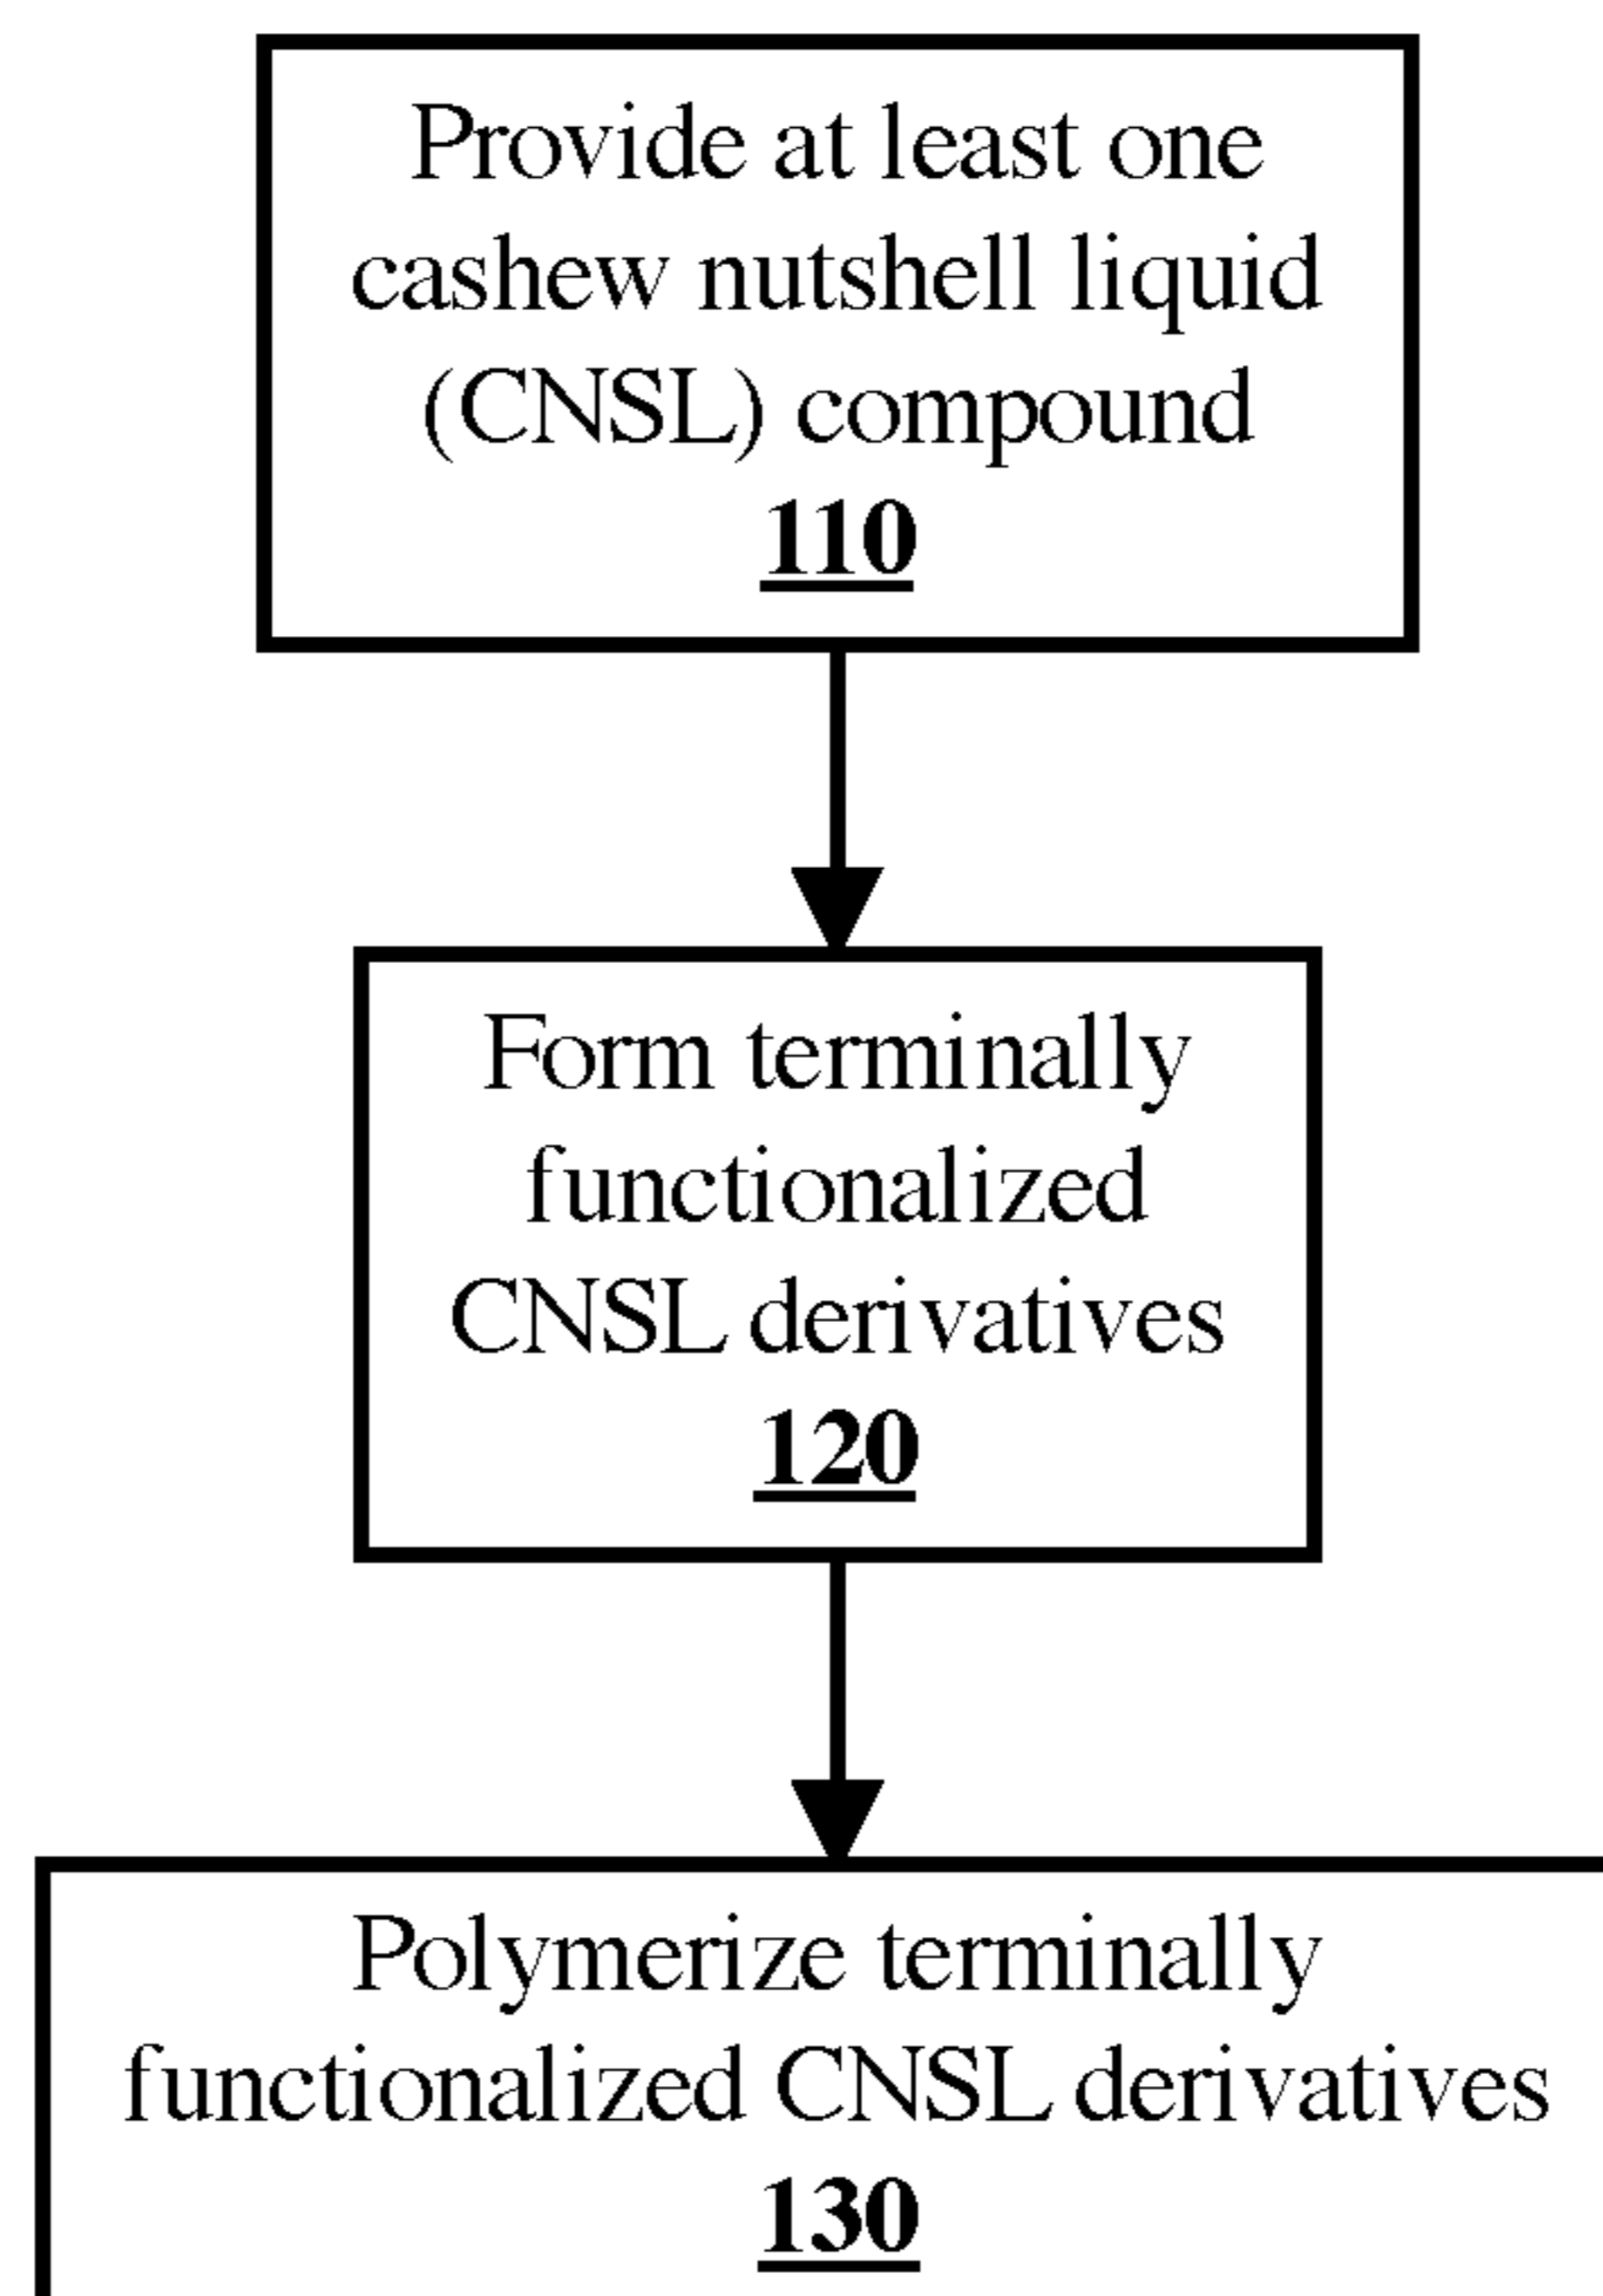 Provide at least one
cashew nutshell liquid
(CNSL) compound
110
Form terminally
functionalized
CNSL derivatives
120
Polymerize terminally
functionalized CNSL derivatives
130